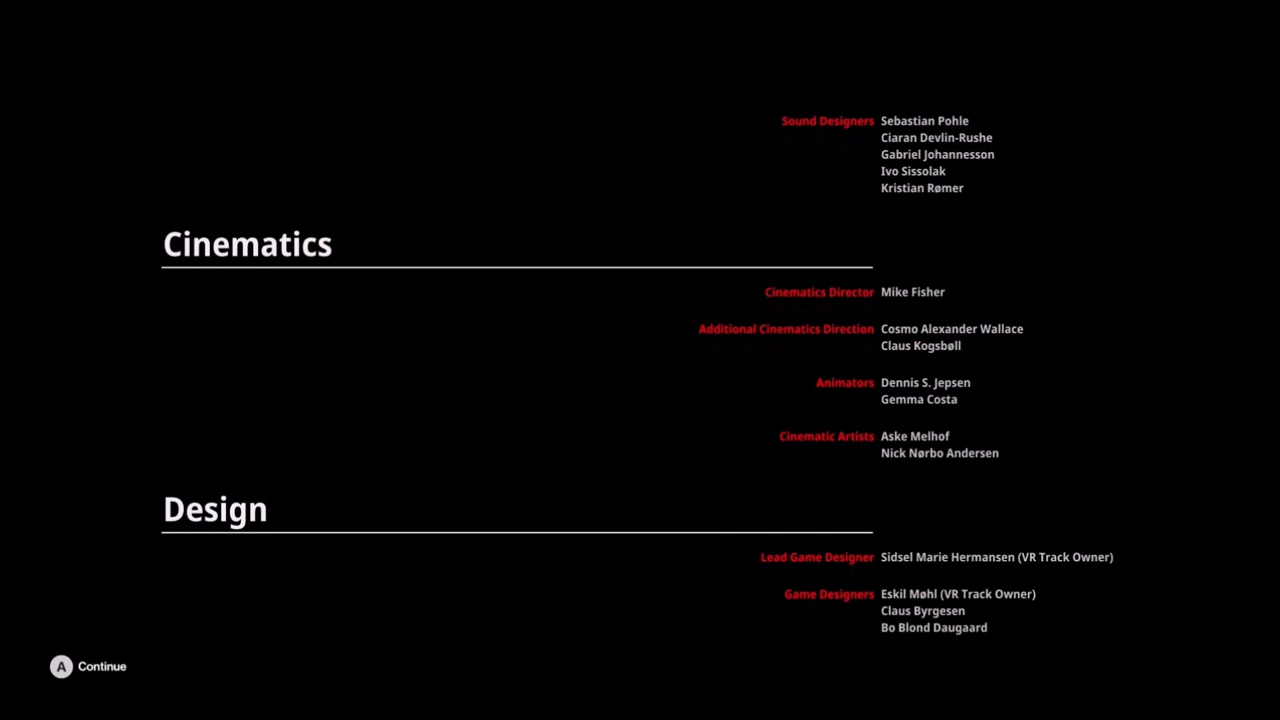 Sound Designers Sebastian Pohle
Ciaran Devlin-Rushe
Gabriel Johannesson
Ivo Sissolak
Kristian Rømer
Cinematics
Cinematics Director Mike Fisher
Additional Cinematics Direction Cosmo Alexander Wallace
Claus Kogsbøll
Animators Dennis S. Jepsen
Gemma Costa
Cinematic Artists Aske Melhof
Nick Nørbo Andersen
Design
Lead Game Designer Sidsel Marie Hermansen (VR Track Owner)
Game Designers Eskil Møhl (VR Track Owner)
Claus Byrgesen
Bo Blond Daugaard
A Continue